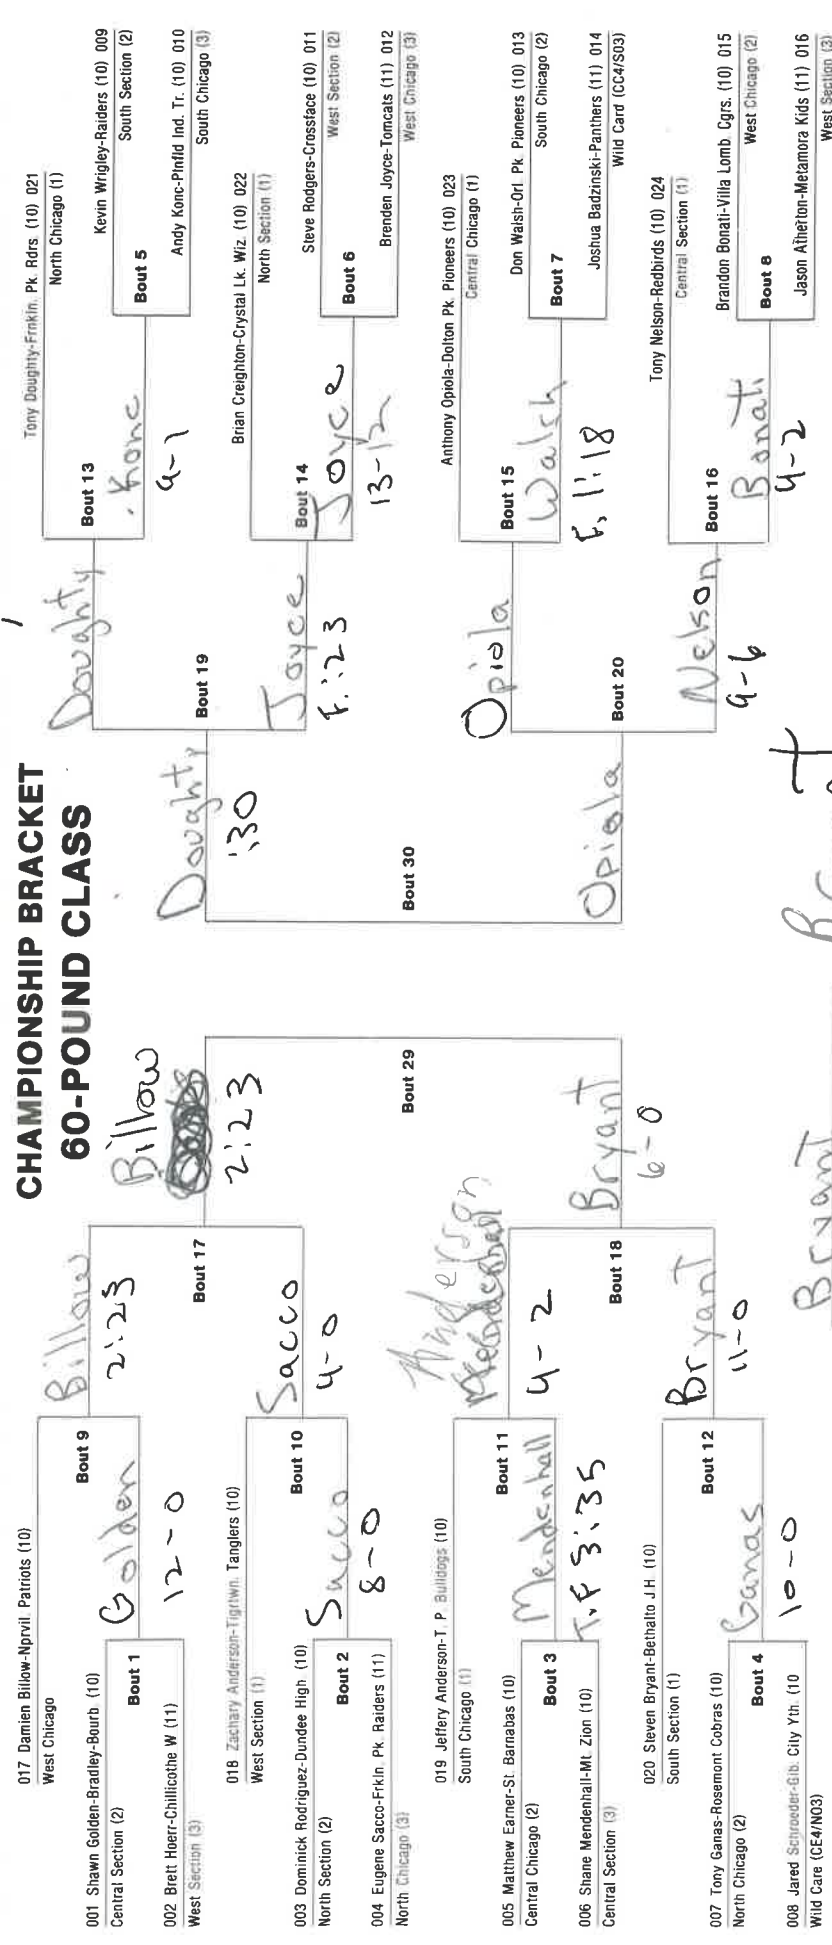 CHAMPIONSHIP BRACKET
60-POUND CLASS
017 Damien Billow-Nprvil. Patriots (10)
West Chicago
Bout 9
Billow
2:23
001 Shawn Golden-Bradley-Bourb. (10)
Central Section (2)
Bout 1
Golden
12-0
002 Brett Hoerr-Chillicothe W (11)
West Section (3)
Bout 17
Billow
2:23
018 Zachary Anderson-Tigrtwn. Tanglers (10)
West Section (1)
Bout 10
Sacco
4-0
003 Dominick Rodriguez-Dundee High. (10)
North Section (2)
Bout 2
Sacco
8-0
004 Eugene Sacco-Frkln. Pk. Raiders (11)
North Chicago (3)
Bout 29
019 Jeffery Anderson-T. P. Bulldogs (10)
South Chicago (1)
Bout 11
Anderson
Mendenhall
4-2
005 Matthew Earner-St. Barnabas (10)
Central Chicago (2)
Bout 3
Mendenhall
T.F 3:35
006 Shane Mendenhall-Mt. Zion (10)
Central Section (3)
Bout 18
Bryant
6-0
020 Steven Bryant-Bethalto J.H. (10)
South Section (1)
Bout 12
Bryant
11-0
007 Tony Ganas-Rosemont Cobras (10)
North Chicago (2)
Bout 4
Ganas
10-0
008 Jared Schroeder-Gib. City Yth. (10
Wild Care (CE4/NO3)
Tony Doughty-Frnkln. Pk. Rdrs. (10) 021
North Chicago (1)
Bout 13
Doughty
Kevin Wrigley-Raiders (10) 009
South Section (2)
Bout 5
Konc
9-1
Andy Konc-Plnfld Ind. Tr. (10) 010
South Chicago (3)
Bout 19
Doughty
:30
Brian Creighton-Crystal Lk. Wiz. (10) 022
North Section (1)
Bout 14
Joyce
F. :23
Steve Rodgers-Crossface (10) 011
West Section (2)
Bout 6
Joyce
13-12
Brenden Joyce-Tomcats (11) 012
West Chicago (3)
Bout 30
Anthony Opiola-Dolton Pk. Pioneers (10) 023
Central Chicago (1)
Bout 15
Opiola
Don Walsh-Orl. Pk. Pioneers (10) 013
South Chicago (2)
Bout 7
Walsh
F, 1:18
Joshua Badzinski-Panthers (11) 014
Wild Card (CC4/S03)
Bout 20
Opiola
Tony Nelson-Redbirds (10) 024
Central Section (1)
Bout 16
Nelson
9-6
Brandon Bonati-Villa Lomb. Cgrs. (10) 015
West Chicago (2)
Bout 8
Bonati
4-2
Jason Atherton-Metamora Kids (11) 016
West Section (3)
Bryant